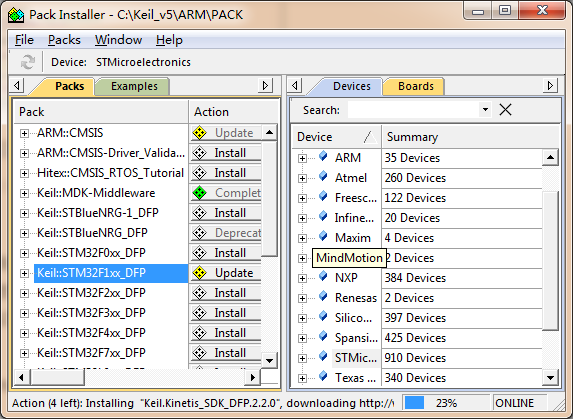 Pack Installer - C:\Keil_v5\ARM\PACK
File Packs Window Help
Device: STMicroelectronics
Packs Examples
Pack Action
ARM::CMSIS Update
ARM::CMSIS-Driver_Valida... Install
Hitex::CMSIS_RTOS_Tutorial Install
Keil::MDK-Middleware Complet
Keil::STBlueNRG-1_DFP Install
Keil::STBlueNRG_DFP Deprecat
Keil::STM32F0xx_DFP Install
Keil::STM32F1xx_DFP Update
Keil::STM32F2xx_DFP Install
Keil::STM32F3xx_DFP Install
Keil::STM32F4xx_DFP Install
Keil::STM32F7xx_DFP Install
Devices Boards
Search:
Device Summary
ARM 35 Devices
Atmel 260 Devices
Freesc... 122 Devices
Infine... 20 Devices
Maxim 4 Devices
MindMotion 2 Devices
NXP 384 Devices
Renesas 2 Devices
Silico... 397 Devices
Spansi... 425 Devices
STMicr... 910 Devices
Texas ... 340 Devices
Action (4 left): Installing "Keil.Kinetis_SDK_DFP.2.2.0", downloading http:// 23% ONLINE